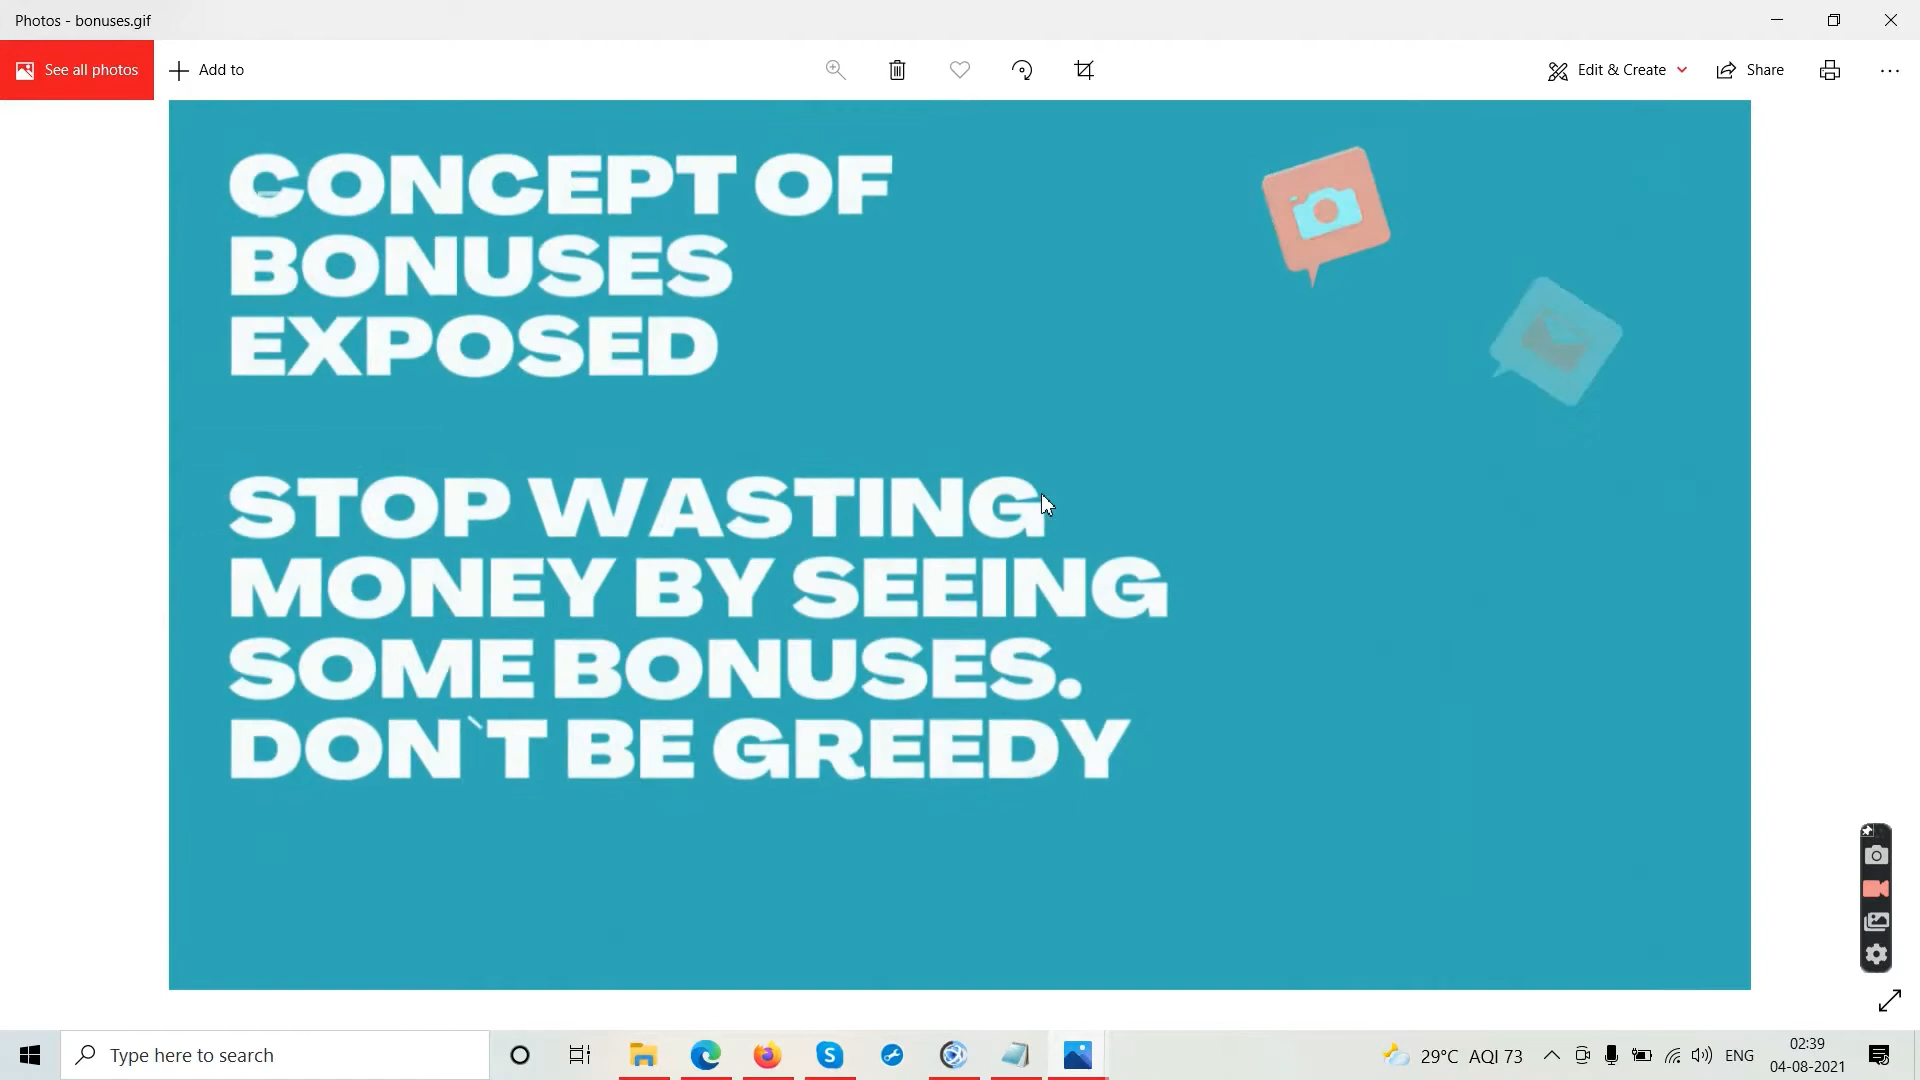 Photos - bonuses.gif
See all photos
Add to
Edit & Create
Share
CONCEPT OF
BONUSES
EXPOSED
STOP WASTING
MONEY BY SEEING
SOME BONUSES.
DON`T BE GREEDY
Type here to search
29°C AQI 73
ENG
02:39
04-08-2021